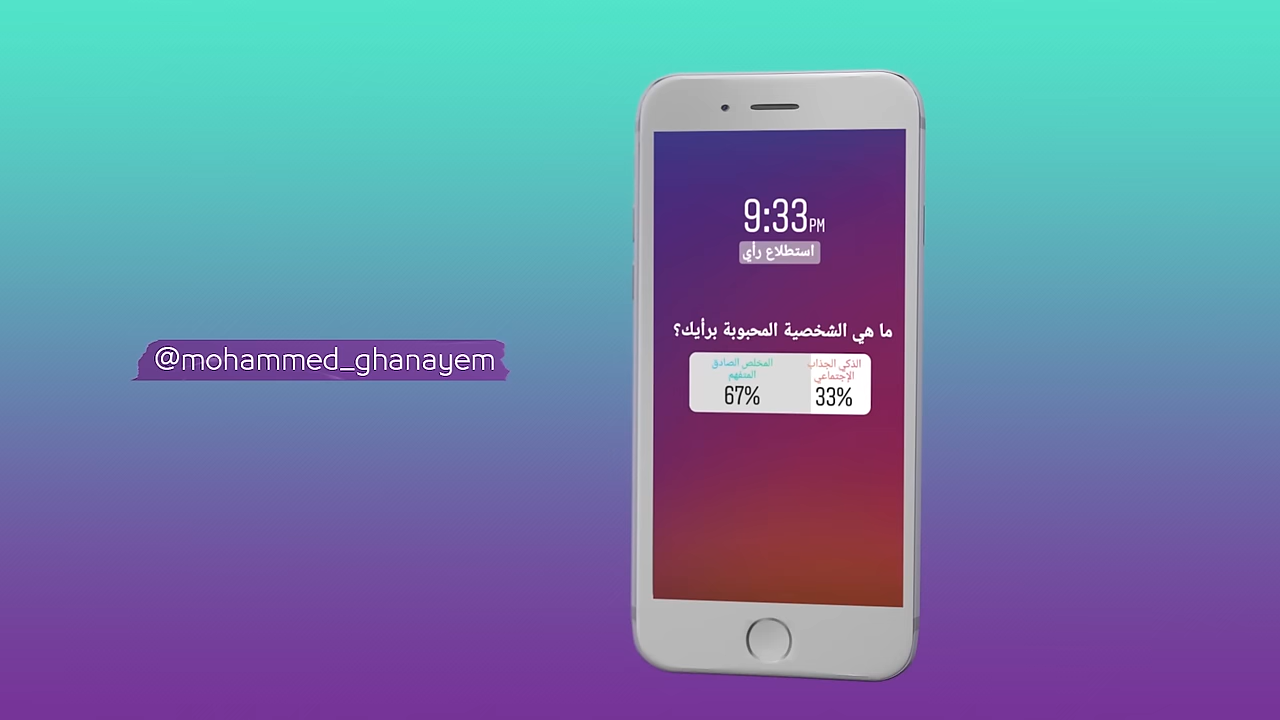 @mohammed_ghanayem
9:33PM
استطلاع رأي
ما هي الشخصية المحبوبة برأيك؟
الذكي الجذاب
الإجتماعي
33%
المخلص الصادق
المتفهم
67%